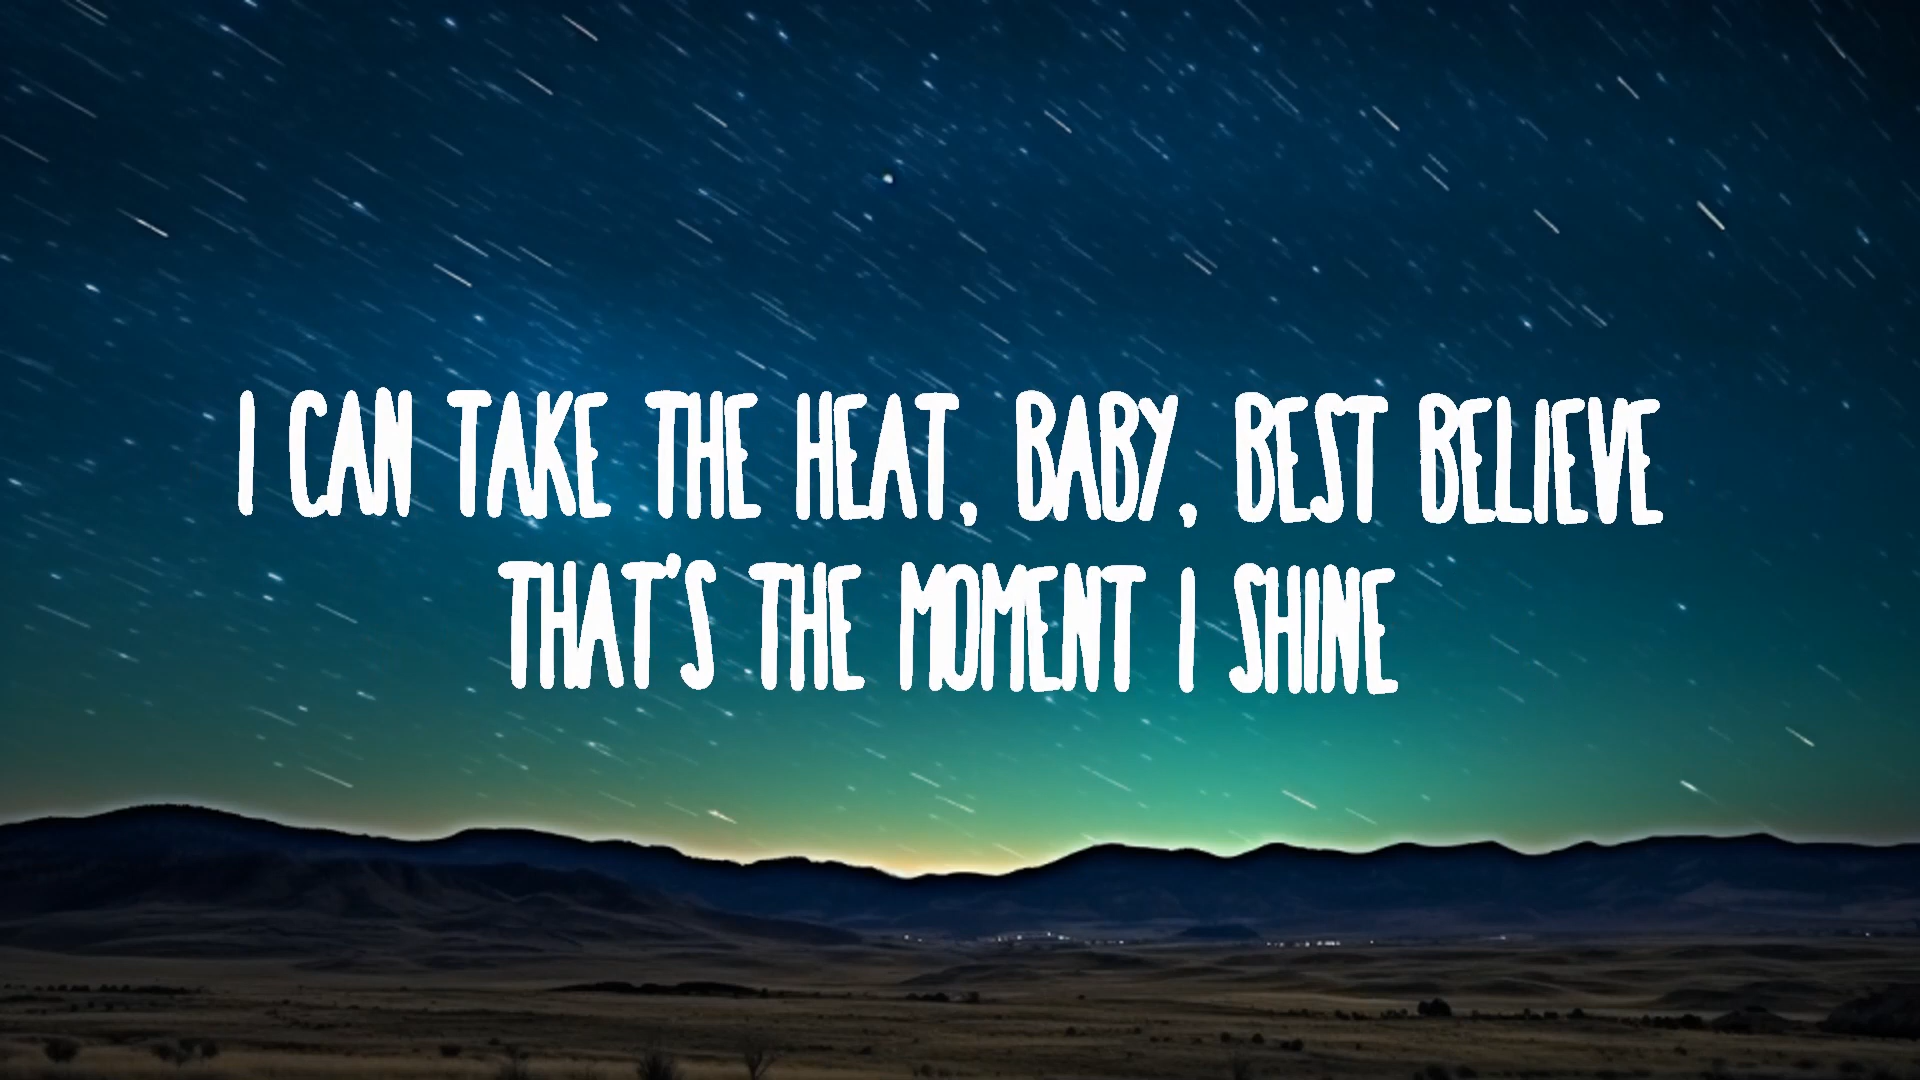 I CAN TAKE THE HEAT, BABY, BEST BELIEVE
THAT'S THE MOMENT I SHINE